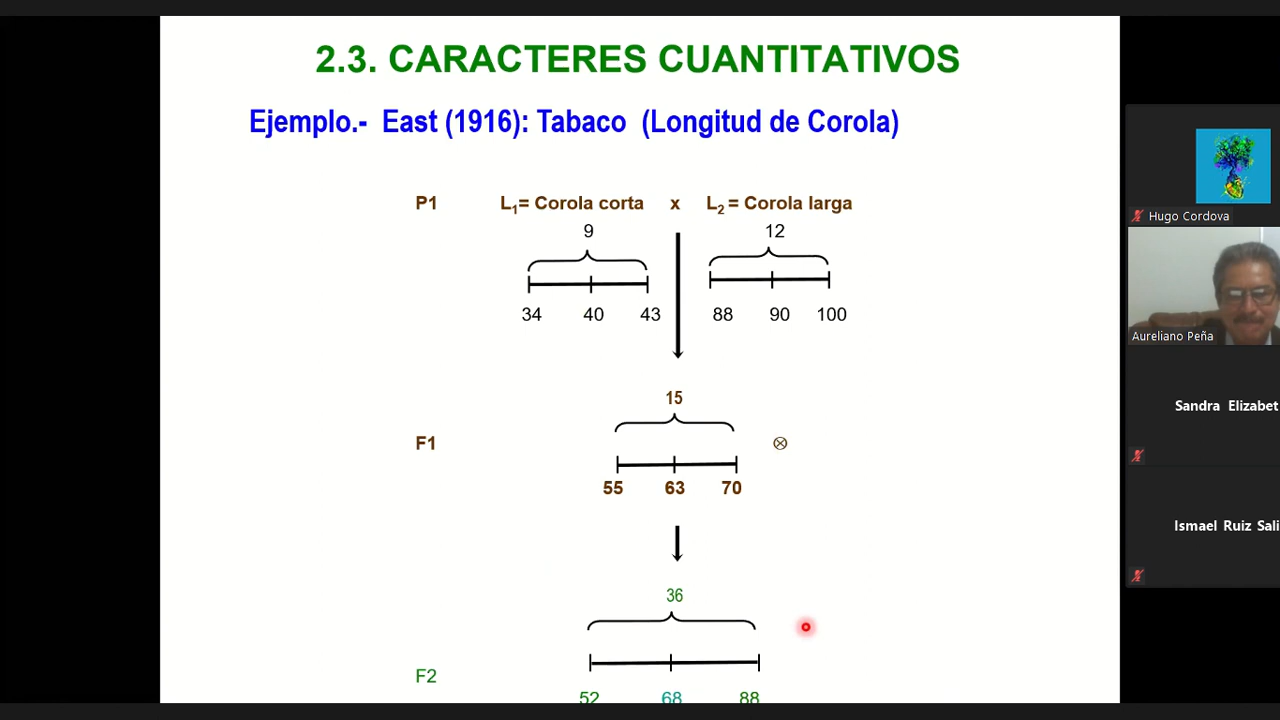 2.3. CARACTERES CUANTITATIVOS
Ejemplo.- East (1916): Tabaco (Longitud de Corola)
P1 L1= Corola corta x L2 = Corola larga
9 12
34 40 43 88 90 100
15
F1 ⊗
55 63 70
36
F2
52 68 88
Hugo Cordova
Aureliano Peña
Sandra Elizabet
Ismael Ruiz Sali